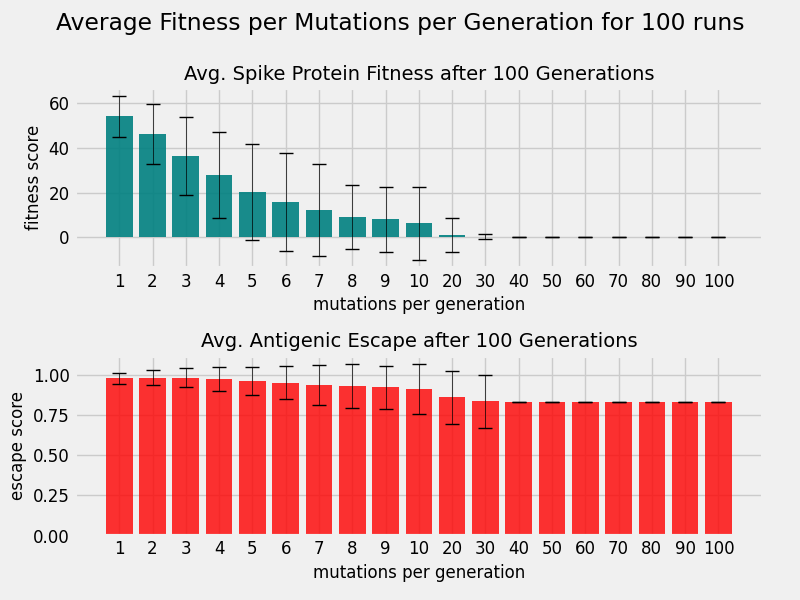 Average Fitness per Mutations per Generation for 100 runs
Avg. Spike Protein Fitness after 100 Generations
fitness score
60
40
20
0
1 2 3 4 5 6 7 8 9 10 20 30 40 50 60 70 80 90 100
mutations per generation
Avg. Antigenic Escape after 100 Generations
escape score
1.00
0.75
0.50
0.25
0.00
1 2 3 4 5 6 7 8 9 10 20 30 40 50 60 70 80 90 100
mutations per generation